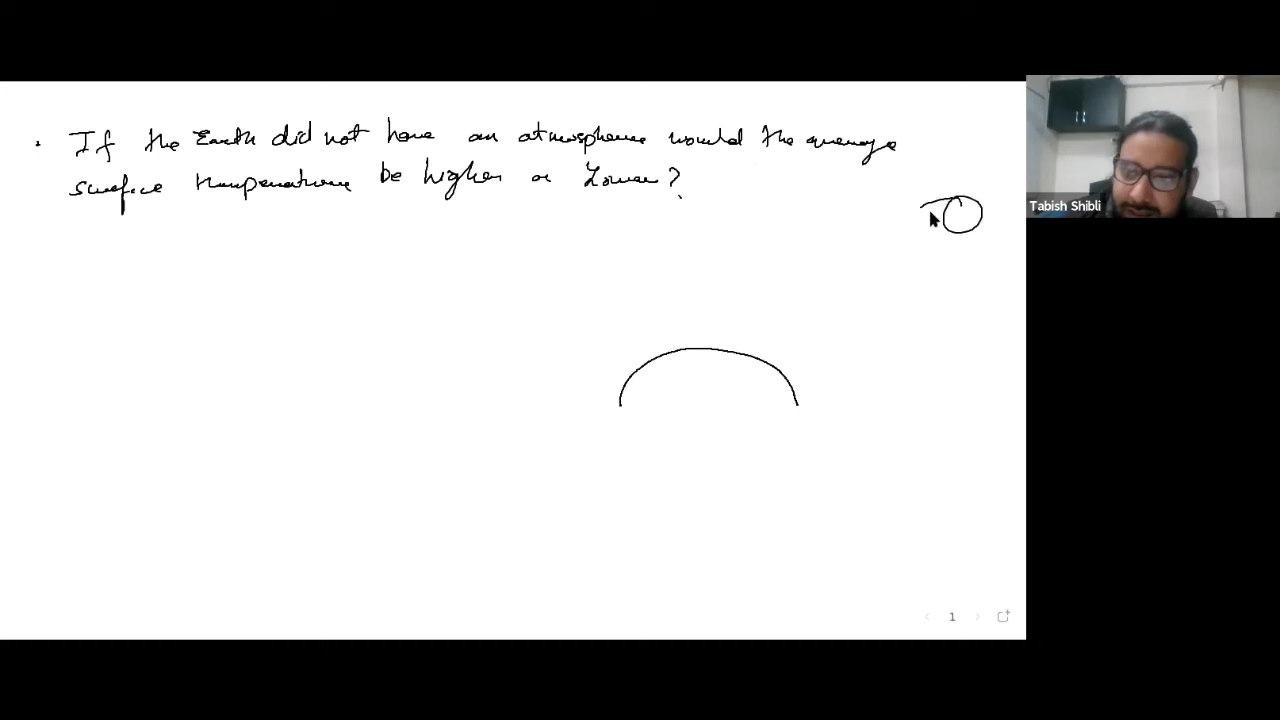 If the Earth did not have an atmosphere would the average
surface temperature be higher or Lower?
Tabish Shibli
1